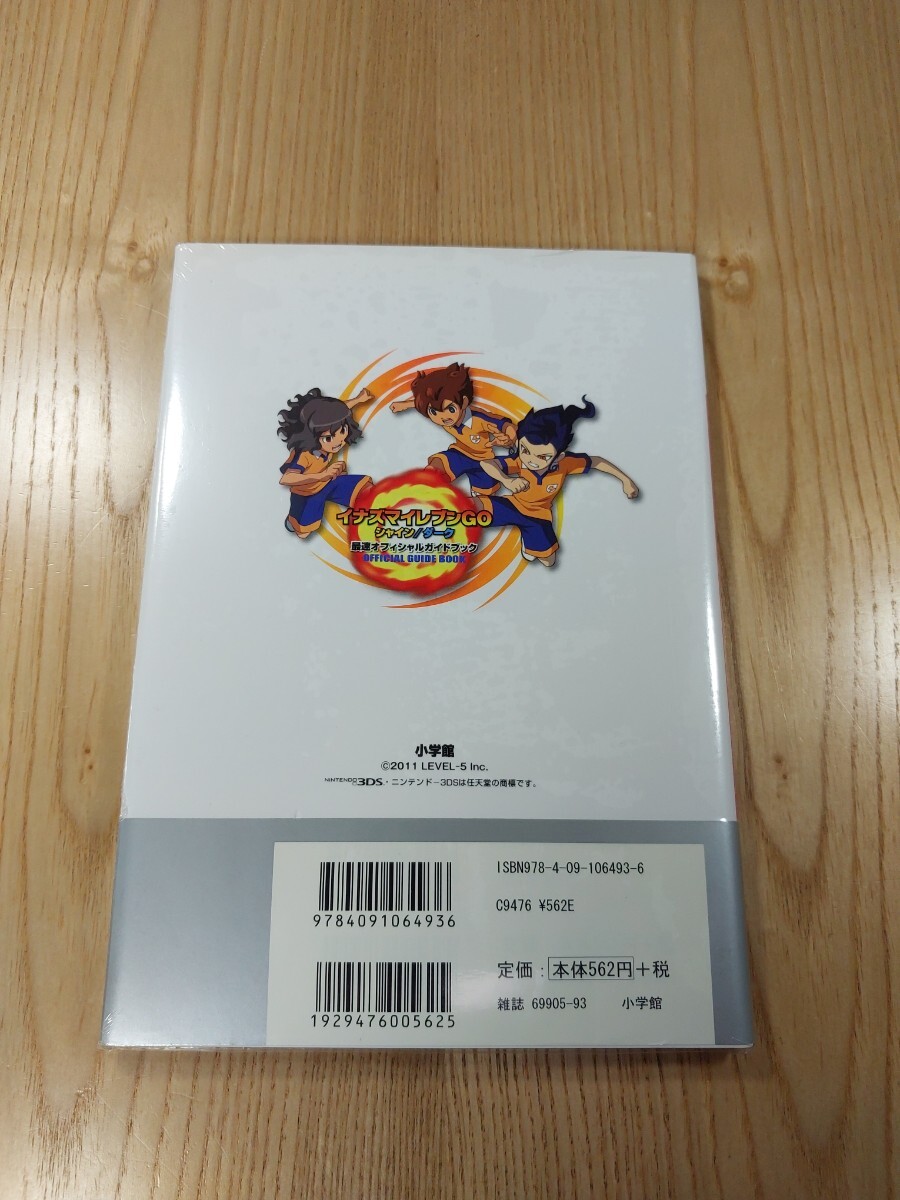 イナズマイレブンGO
シャイン/ダーク
最速オフィシャルガイドブック
OFFICIAL GUIDE BOOK
小学館
©2011 LEVEL-5 Inc.
NINTENDO 3DS・ニンテンドー3DSは任天堂の商標です。
ISBN978-4-09-106493-6
C9476 ¥562E
9784091064936
定価：本体562円+税
雑誌 69905-93 小学館
1929476005625